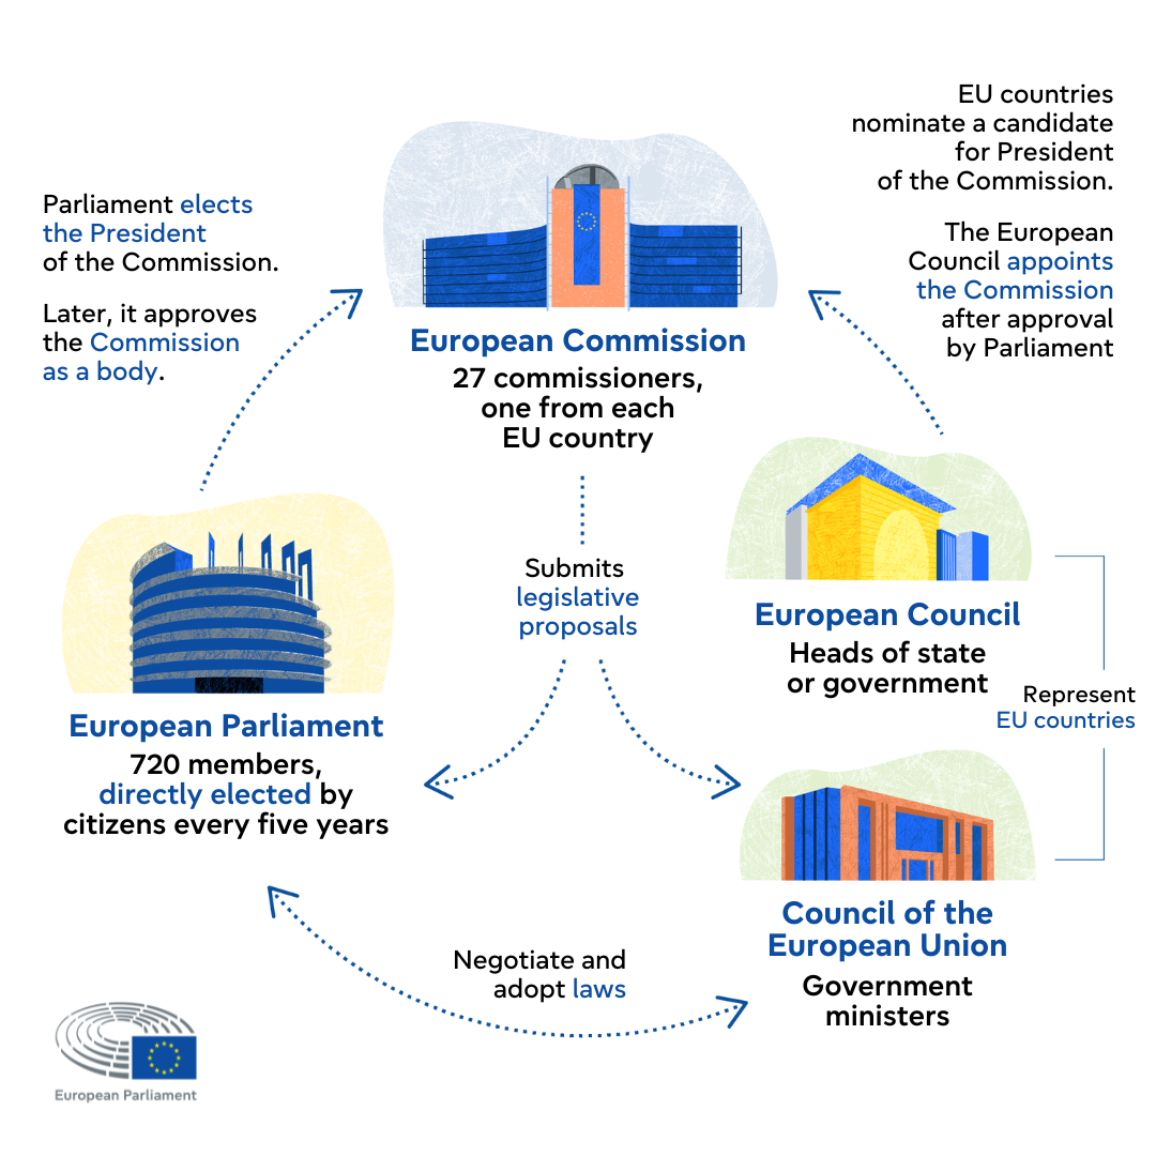 EU countries
nominate a candidate
for President
of the Commission.
The European
Council appoints
the Commission
after approval
by Parliament
Parliament elects
the President
of the Commission.
Later, it approves
the Commission
as a body.
European Commission
27 commissioners,
one from each
EU country
Submits
legislative
proposals
European Council
Heads of state
or government
Represent
EU countries
European Parliament
720 members,
directly elected by
citizens every five years
Council of the
European Union
Government
ministers
Negotiate and
adopt laws
European Parliament